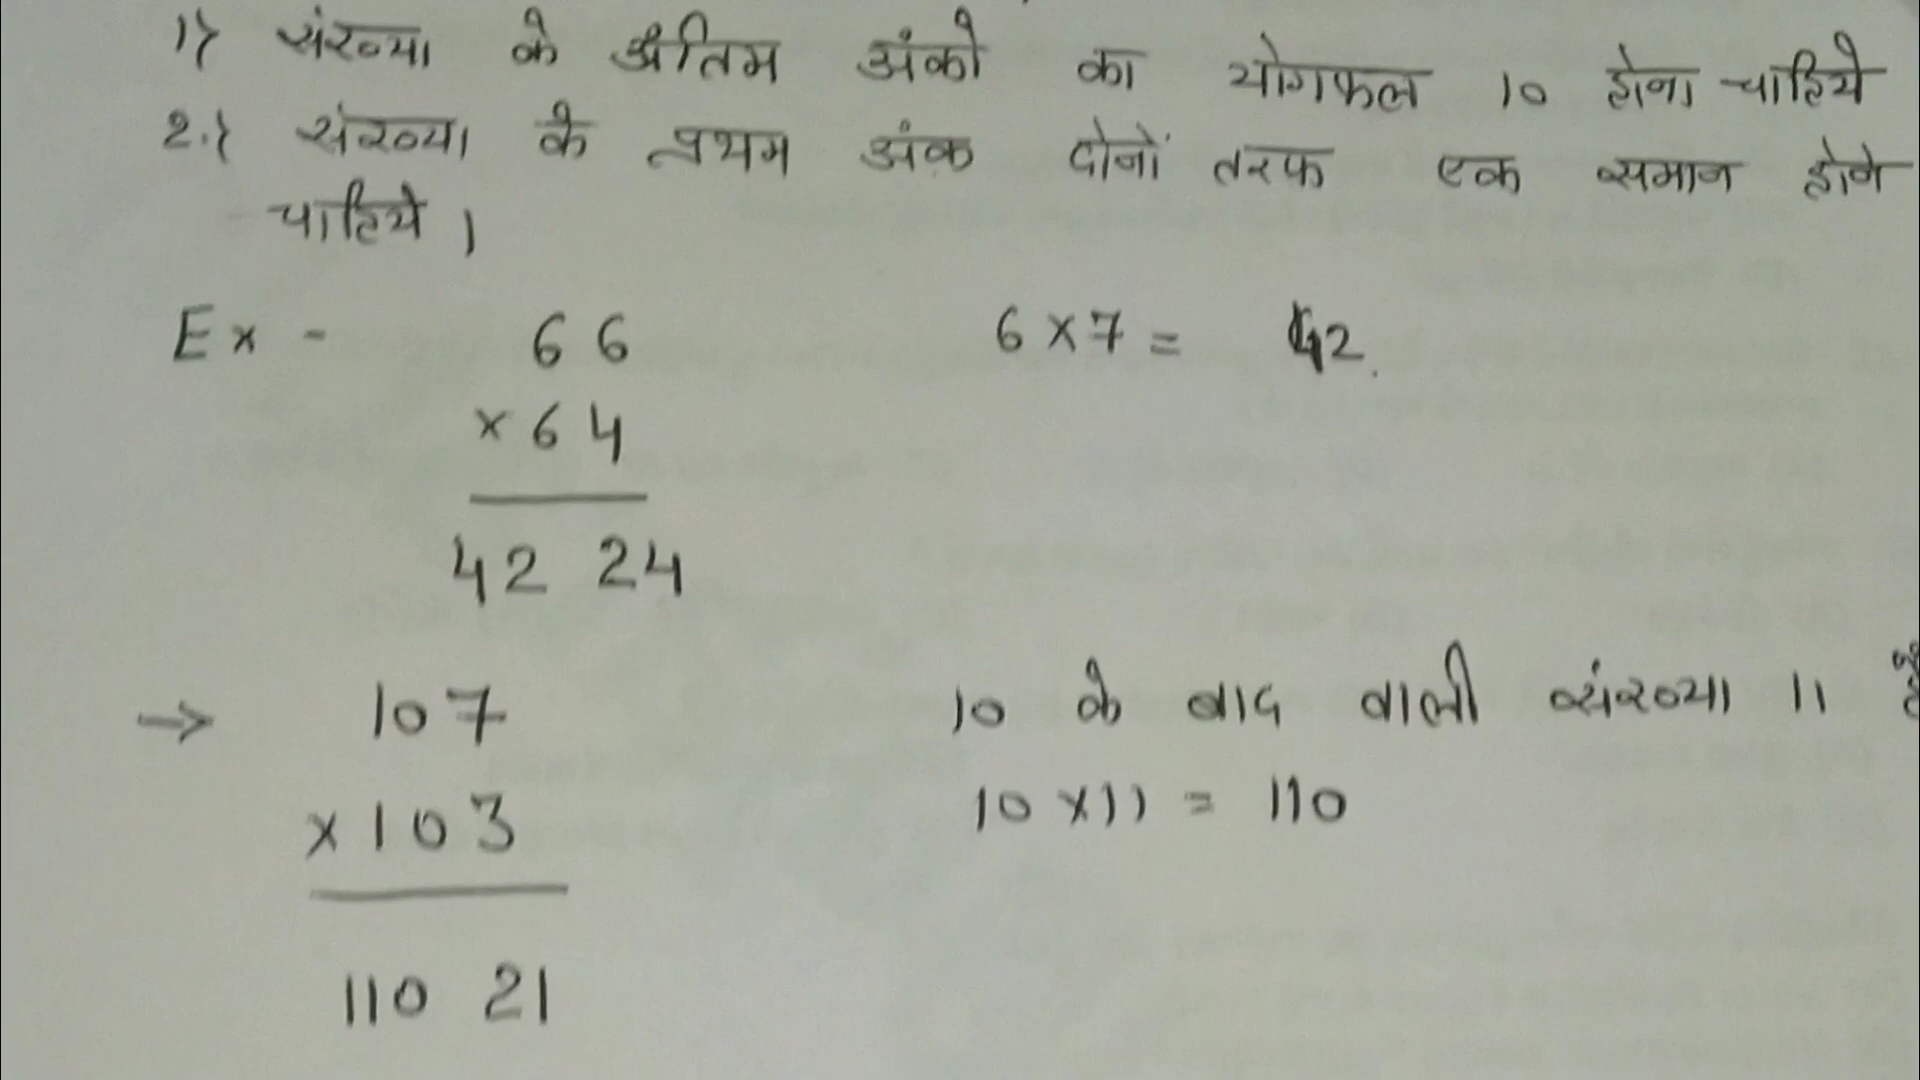 1) संख्या के अंतिम अंको का योगफल 10 होना चाहिये
2.) संख्या के प्रथम अंक दोनों तरफ एक समान होने
चाहिये ।
Ex - 66 6 x 7 = 42.
x 64
42 24
→ 107 10 के बाद वाली संख्या 11 है
x 103 10 x 11 = 110
110 21